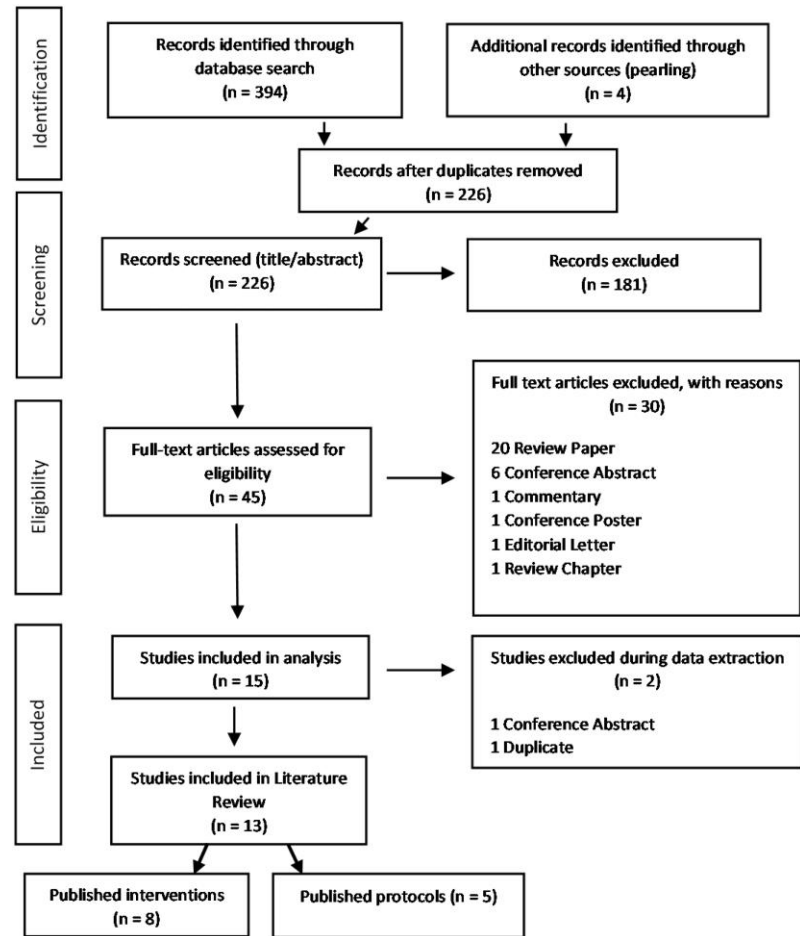 Identification
Records identified through
database search
(n = 394)
Additional records identified through
other sources (pearling)
(n = 4)
Records after duplicates removed
(n = 226)
Screening
Records screened (title/abstract)
(n = 226)
Records excluded
(n = 181)
Eligibility
Full-text articles assessed for
eligibility
(n = 45)
Full text articles excluded, with reasons
(n = 30)
20 Review Paper
6 Conference Abstract
1 Commentary
1 Conference Poster
1 Editorial Letter
1 Review Chapter
Included
Studies included in analysis
(n = 15)
Studies excluded during data extraction
(n = 2)
1 Conference Abstract
1 Duplicate
Studies included in Literature
Review
(n = 13)
Published interventions
(n = 8)
Published protocols (n = 5)